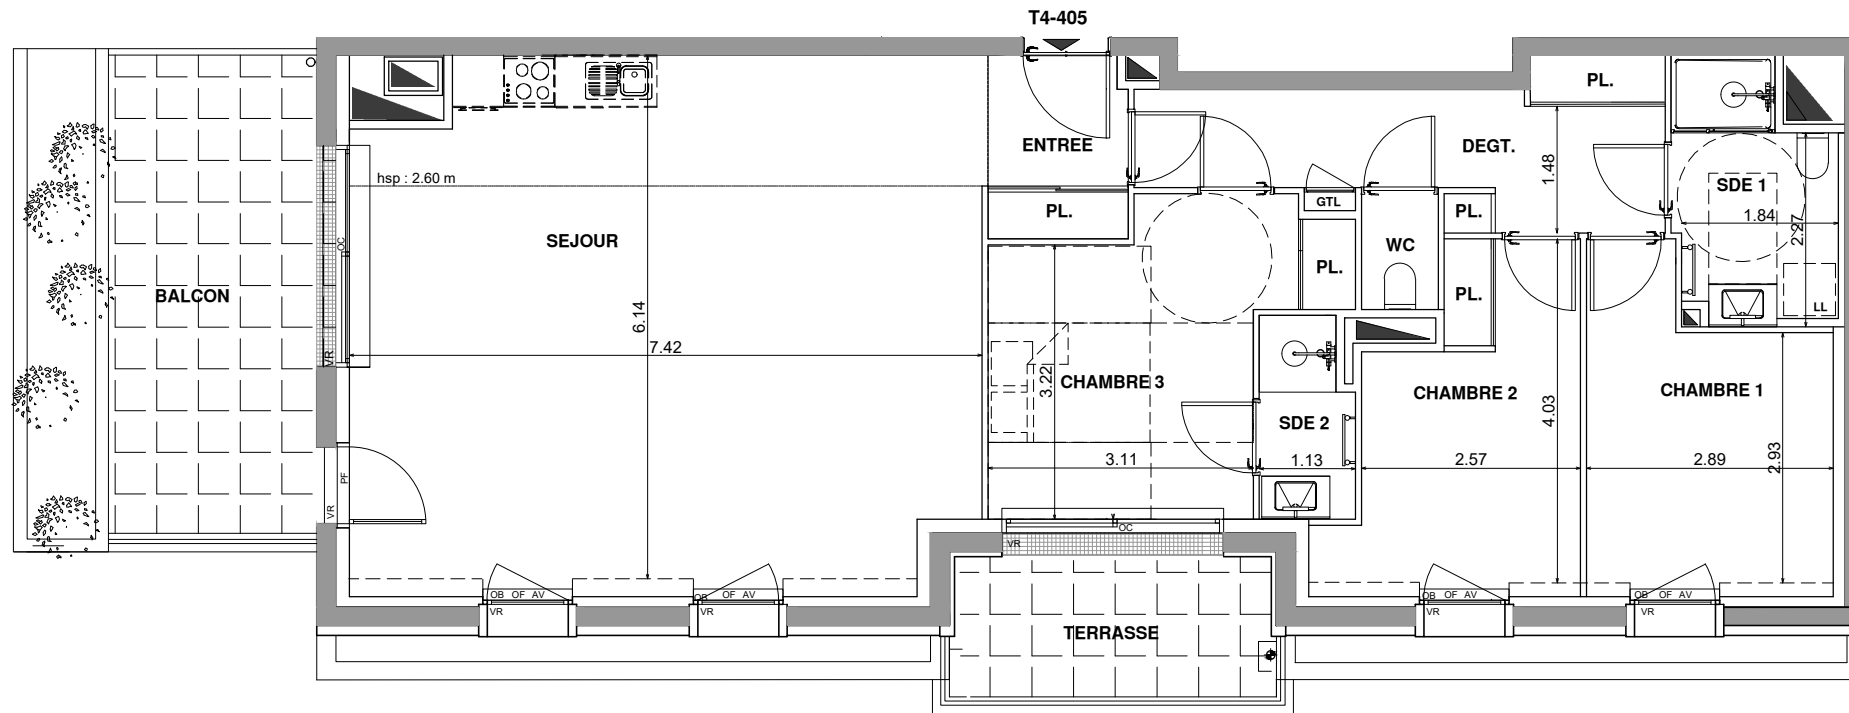 T4-405
PL.
ENTREE
DEGT.
1.48
hsp : 2.60 m
SDE 1
GTL
PL.
PL.
1.84
2.27
SEJOUR
OC
WC
PL.
BALCON
PL.
LL
6.14
7.42
VR
3.22
CHAMBRE 3
CHAMBRE 2
CHAMBRE 1
4.03
SDE 2
2.93
3.11
1.13
2.57
2.89
PF
VR
OC
VR
OB OF AV
VR
OB OF AV
VR
OB OF AV
VR
OB OF AV
VR
TERRASSE